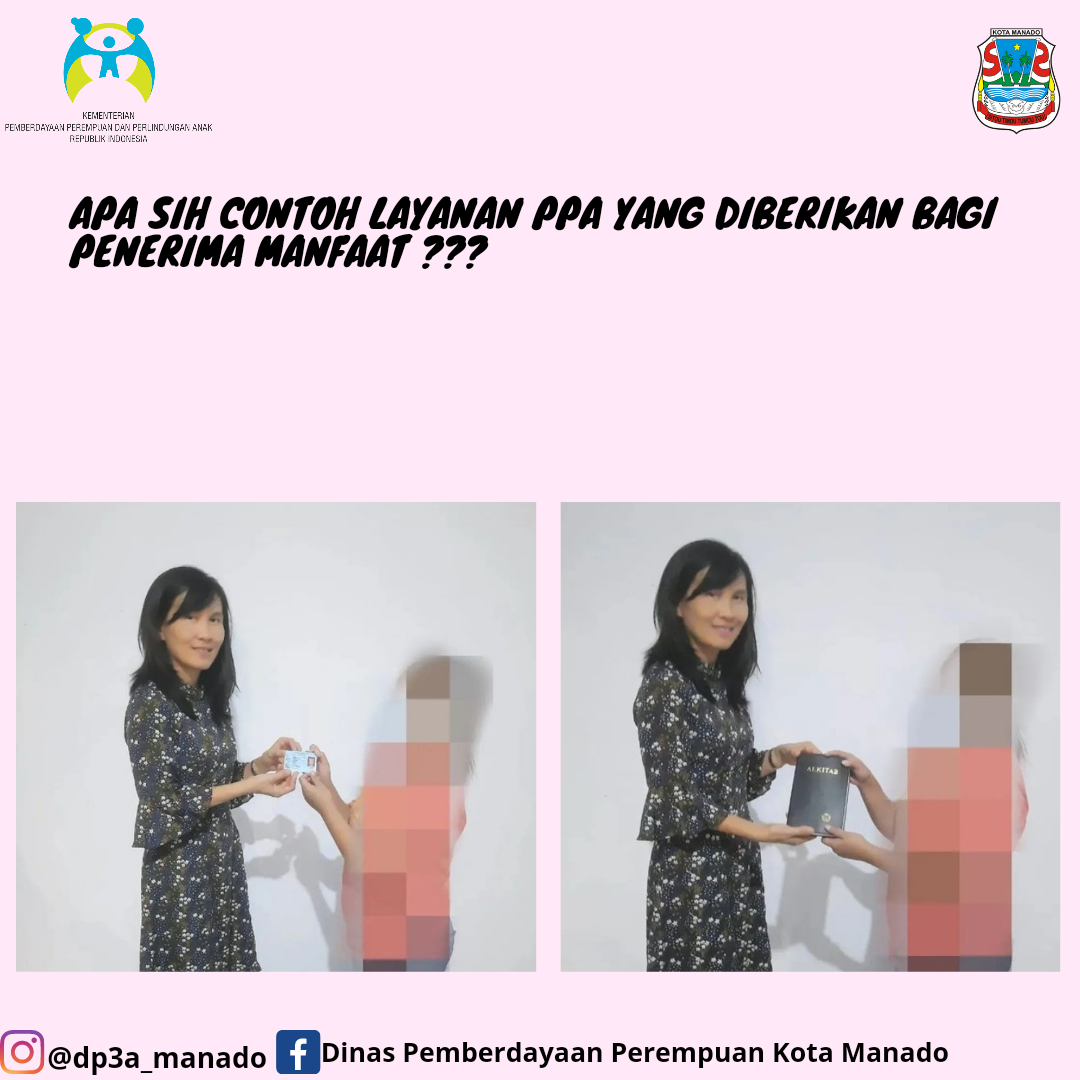 KEMENTERIAN
PEMBERDAYAAN PEREMPUAN DAN PERLINDUNGAN ANAK
REPUBLIK INDONESIA
KOTA MANADO
APA SIH CONTOH LAYANAN PPA YANG DIBERIKAN BAGI
PENERIMA MANFAAT ???
ALKITAB
@dp3a_manado
Dinas Pemberdayaan Perempuan Kota Manado